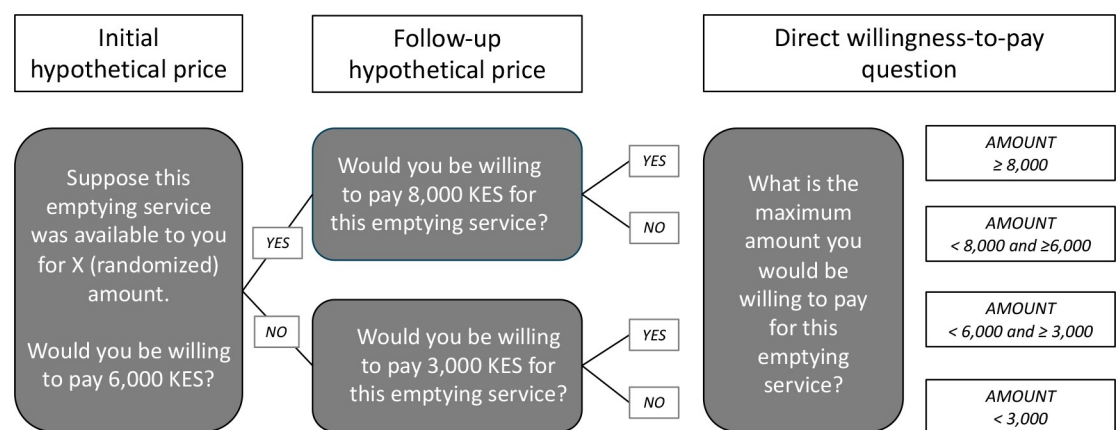 Initial
hypothetical price
Follow-up
hypothetical price
Direct willingness-to-pay
question
Suppose this
emptying service
was available to you
for X (randomized)
amount.
Would you be willing
to pay 6,000 KES?
YES
NO
Would you be willing
to pay 8,000 KES for
this emptying service?
YES
NO
Would you be willing
to pay 3,000 KES for
this emptying service?
YES
NO
What is the
maximum
amount you
would be
willing to pay
for this
emptying
service?
AMOUNT
≥ 8,000
AMOUNT
< 8,000 and ≥6,000
AMOUNT
< 6,000 and ≥ 3,000
AMOUNT
< 3,000